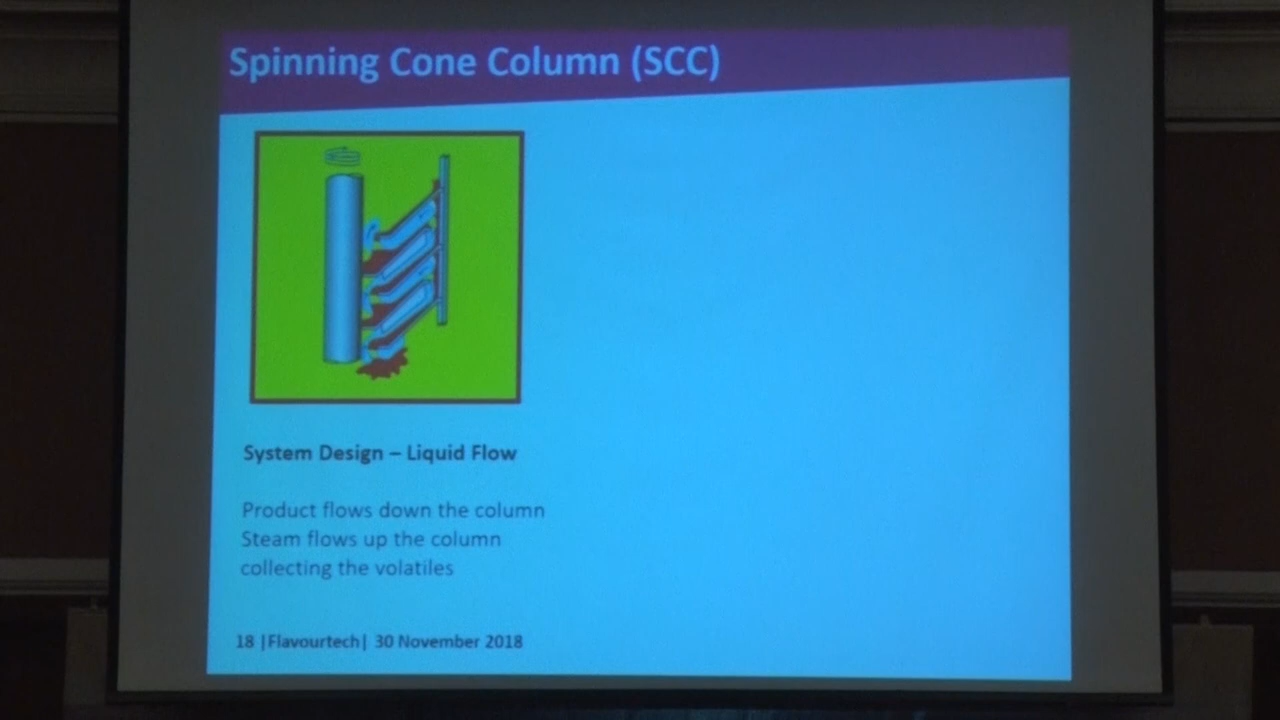 Spinning Cone Column (SCC)
System Design – Liquid Flow
Product flows down the column
Steam flows up the column
collecting the volatiles
18 |Flavourtech| 30 November 2018